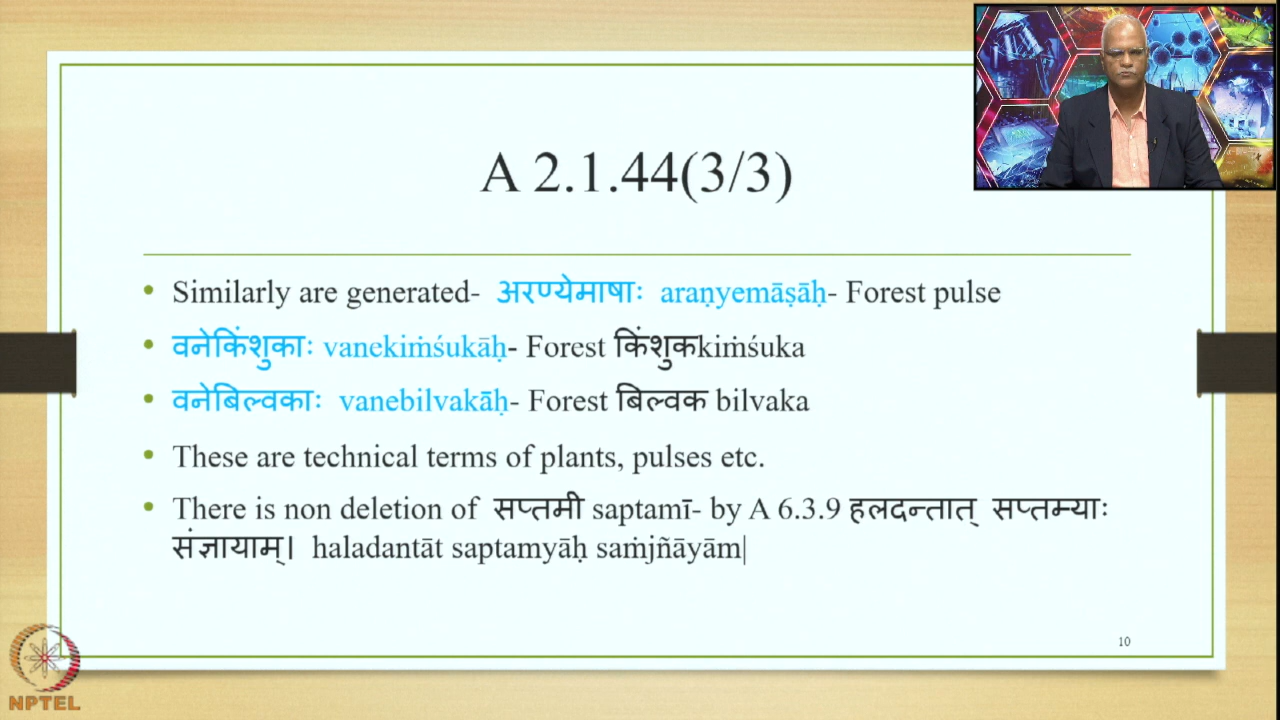 A 2.1.44(3/3)
• Similarly are generated- अरण्येमाषाः araṇyemāṣāḥ- Forest pulse
• वनेकिंशुकाः vanekiṁśukāḥ- Forest किंशुकkiṁśuka
• वनेबिल्वकाः vanebilvakāḥ- Forest बिल्वक bilvaka
• These are technical terms of plants, pulses etc.
• There is non deletion of सप्तमी saptamī- by A 6.3.9 हलदन्तात् सप्तम्याः
संज्ञायाम्। haladantāt saptamyāḥ saṁjñāyām|
10
NPTEL